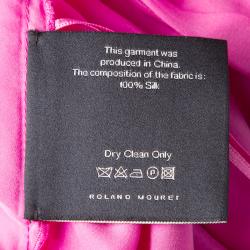 This garment was
produced in China.
The composition of the fabric is:
100% Silk
Dry Clean Only
ROLAND MOURET